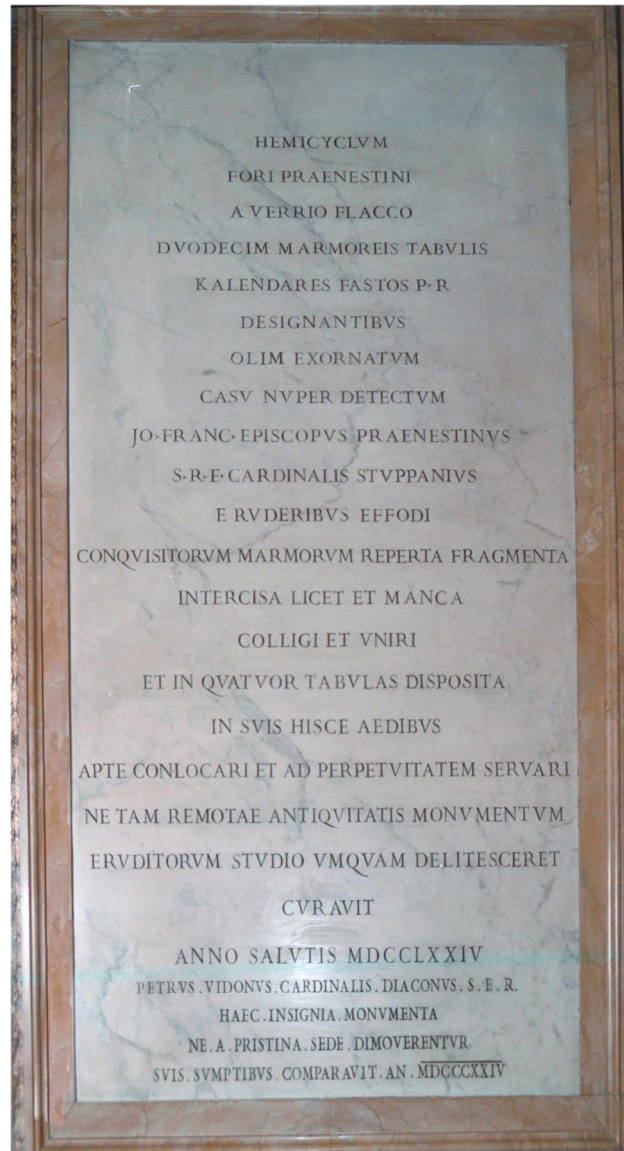 HEMICYCLVM
FORI PRAENESTINI
A VERRIO FLACCO
DVODECIM MARMOREIS TABVLIS
KALENDARES FASTOS P·R
DESIGNANTIBVS
OLIM EXORNATVM
CASV NVPER DETECTVM
JO·FRANC·EPISCOPVS PRAENESTINVS
S·R·E·CARDINALIS STVPPANIVS
E RVDERIBVS EFFODI
CONQVISITORVM MARMORVM REPERTA FRAGMENTA
INTERCISA LICET ET MANCA
COLLIGI ET VNIRI
ET IN QVATVOR TABVLAS DISPOSITA
IN SVIS HISCE AEDIBVS
APTE CONLOCARI ET AD PERPETVITATEM SERVARI
NE TAM REMOTAE ANTIQVITATIS MONVMENTVM
ERVDITORVM STVDIO VMQVAM DELITESCERET
CVRAVIT
ANNO SALVTIS MDCCLXXIV
PETRVS.VIDONVS.CARDINALIS.DIACONVS.S.E.R.
HAEC.INSIGNIA.MONVMENTA
NE.A.PRISTINA.SEDE.DIMOVERENTVR
SVIS.SVMPTIBVS.COMPARAVIT.AN.MDCCCXXIV